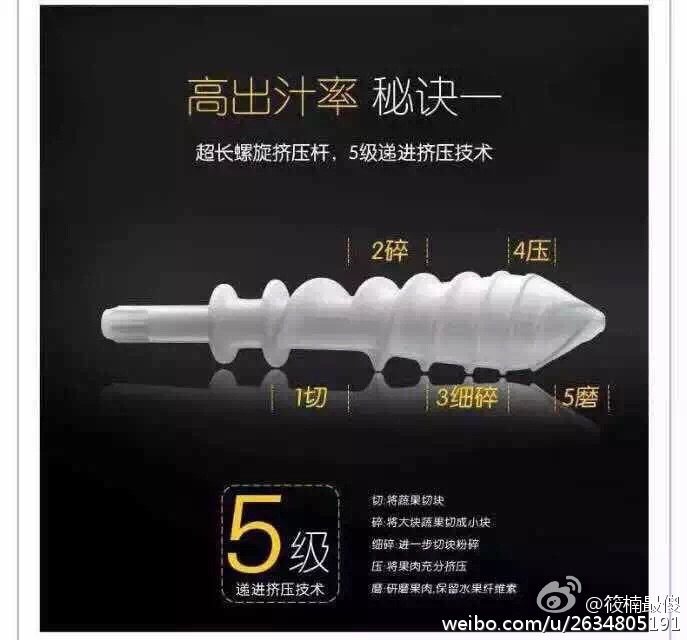 高出汁率 秘诀一
超长螺旋挤压杆，5级递进挤压技术
2碎
4压
1切
3细碎
5磨
5级
递进挤压技术
切:将蔬果切块
碎:将大块蔬果切成小块
细碎:进一步切块粉碎
压:将果肉充分挤压
磨:研磨果肉,保留水果纤维素
@筱楠最傻
weibo.com/u/2634805191